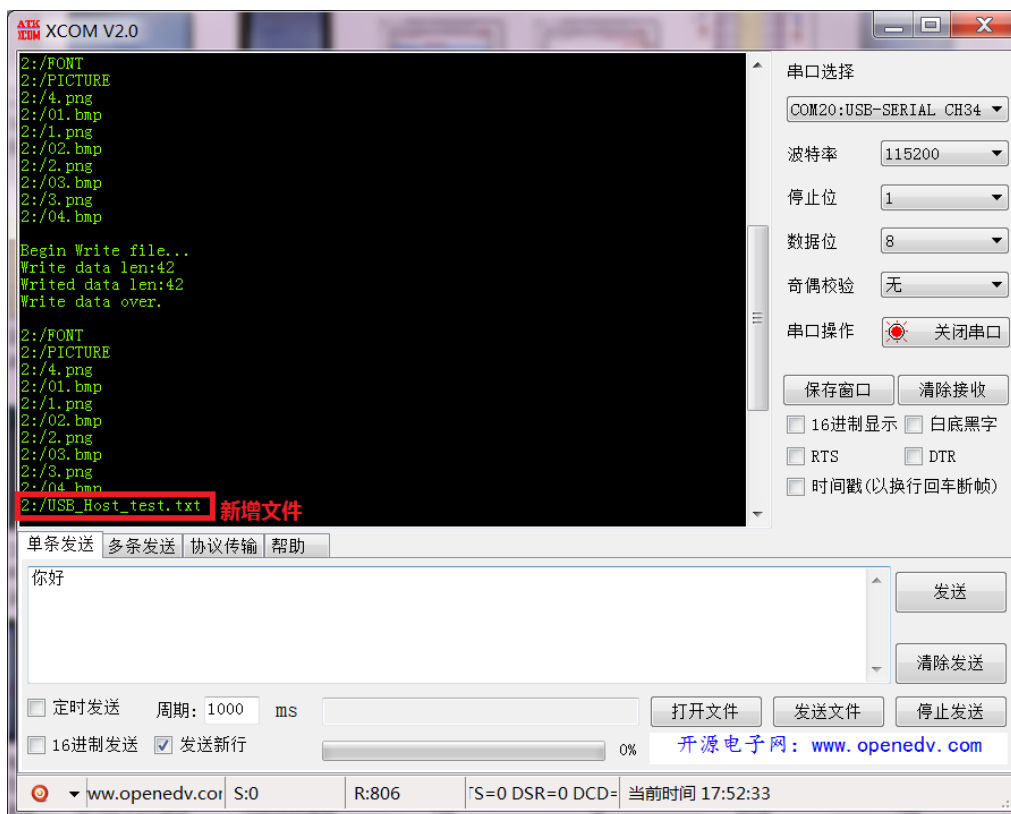 ATK XCOM XCOM V2.0
2:/FONT
2:/PICTURE
2:/4.png
2:/01.bmp
2:/1.png
2:/02.bmp
2:/2.png
2:/03.bmp
2:/3.png
2:/04.bmp
Begin Write file...
Write data len:42
Writed data len:42
Write data over.
2:/FONT
2:/PICTURE
2:/4.png
2:/01.bmp
2:/1.png
2:/02.bmp
2:/2.png
2:/03.bmp
2:/3.png
2:/04.bmp
2:/USB_Host_test.txt 新增文件
串口选择
COM20:USB-SERIAL CH34
波特率 115200
停止位 1
数据位 8
奇偶校验 无
串口操作 关闭串口
保存窗口 清除接收
16进制显示 白底黑字
RTS DTR
时间戳(以换行回车断帧)
单条发送 多条发送 协议传输 帮助
你好
发送
清除发送
定时发送 周期: 1000 ms 打开文件 发送文件 停止发送
16进制发送 发送新行 0% 开源电子网: www.openedv.com
ww.openedv.cor S:0 R:806 TS=0 DSR=0 DCD= 当前时间 17:52:33